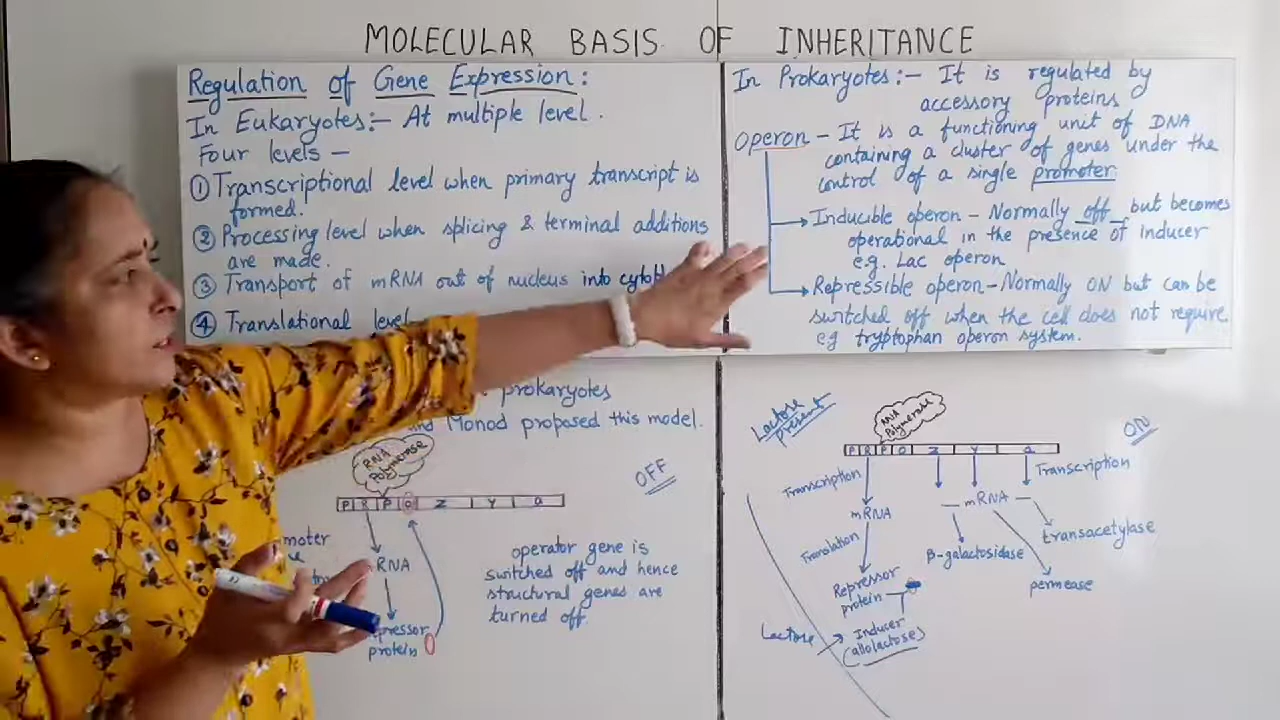 MOLECULAR BASIS OF INHERITANCE
Regulation of Gene Expression:
In Eukaryotes:- At multiple level.
Four levels -
① Transcriptional level when primary transcript is
formed.
② Processing level when splicing & terminal additions
are made.
③ Transport of mRNA out of nucleus into
④ Translational level
In Prokaryotes:- It is regulated by
accessory proteins
Operon - It is a functioning unit of DNA
containing a cluster of genes under the
control of a single promoter
Inducible operon - Normally off but becomes
operational in the presence of Inducer
e.g. Lac operon
Repressible operon - Normally ON but can be
switched off when the cell does not require
eg tryptophan operon system.
prokaryotes
Monod proposed this model.
RNA
Polymerase
OFF
P R P O Z Y a
RNA
protein
operator gene is
switched off and hence
structural genes are
turned off.
Lactose
present
RNA
Polymerase
ON
P R P O Z Y a
Transcription
Transcription
mRNA
mRNA
Translation
transacetylase
β-galactosidase
permease
Repressor
protein
Lactose
Inducer
(allolactose)